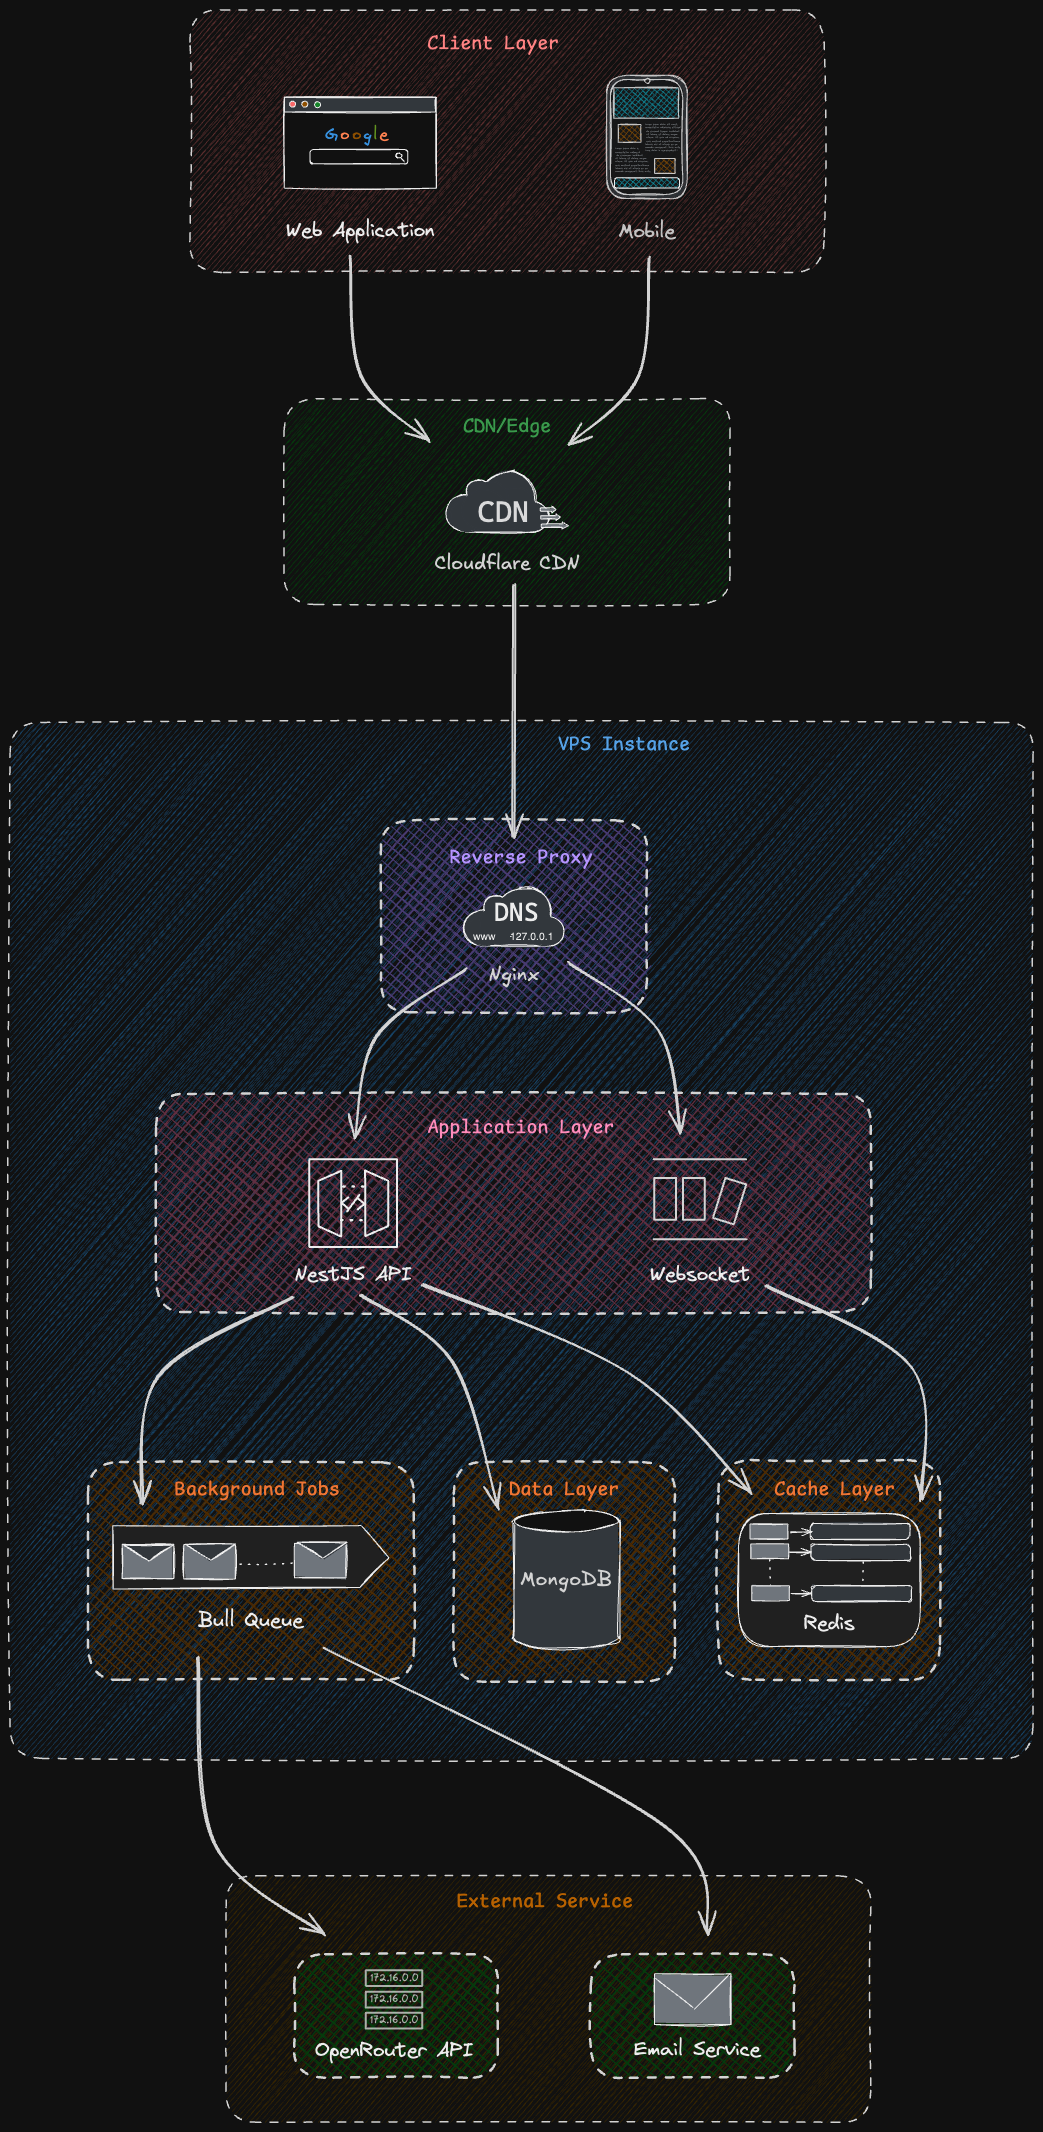 Client Layer
Google
Web Application
Mobile
CDN/Edge
CDN
Cloudflare CDN
VPS Instance
Reverse Proxy
DNS
www 127.0.0.1
Nginx
Application Layer
NestJS API
Websocket
Background Jobs
Data Layer
Cache Layer
MongoDB
Bull Queue
Redis
External Service
172.16.0.0
172.16.0.0
172.16.0.0
OpenRouter API
Email Service